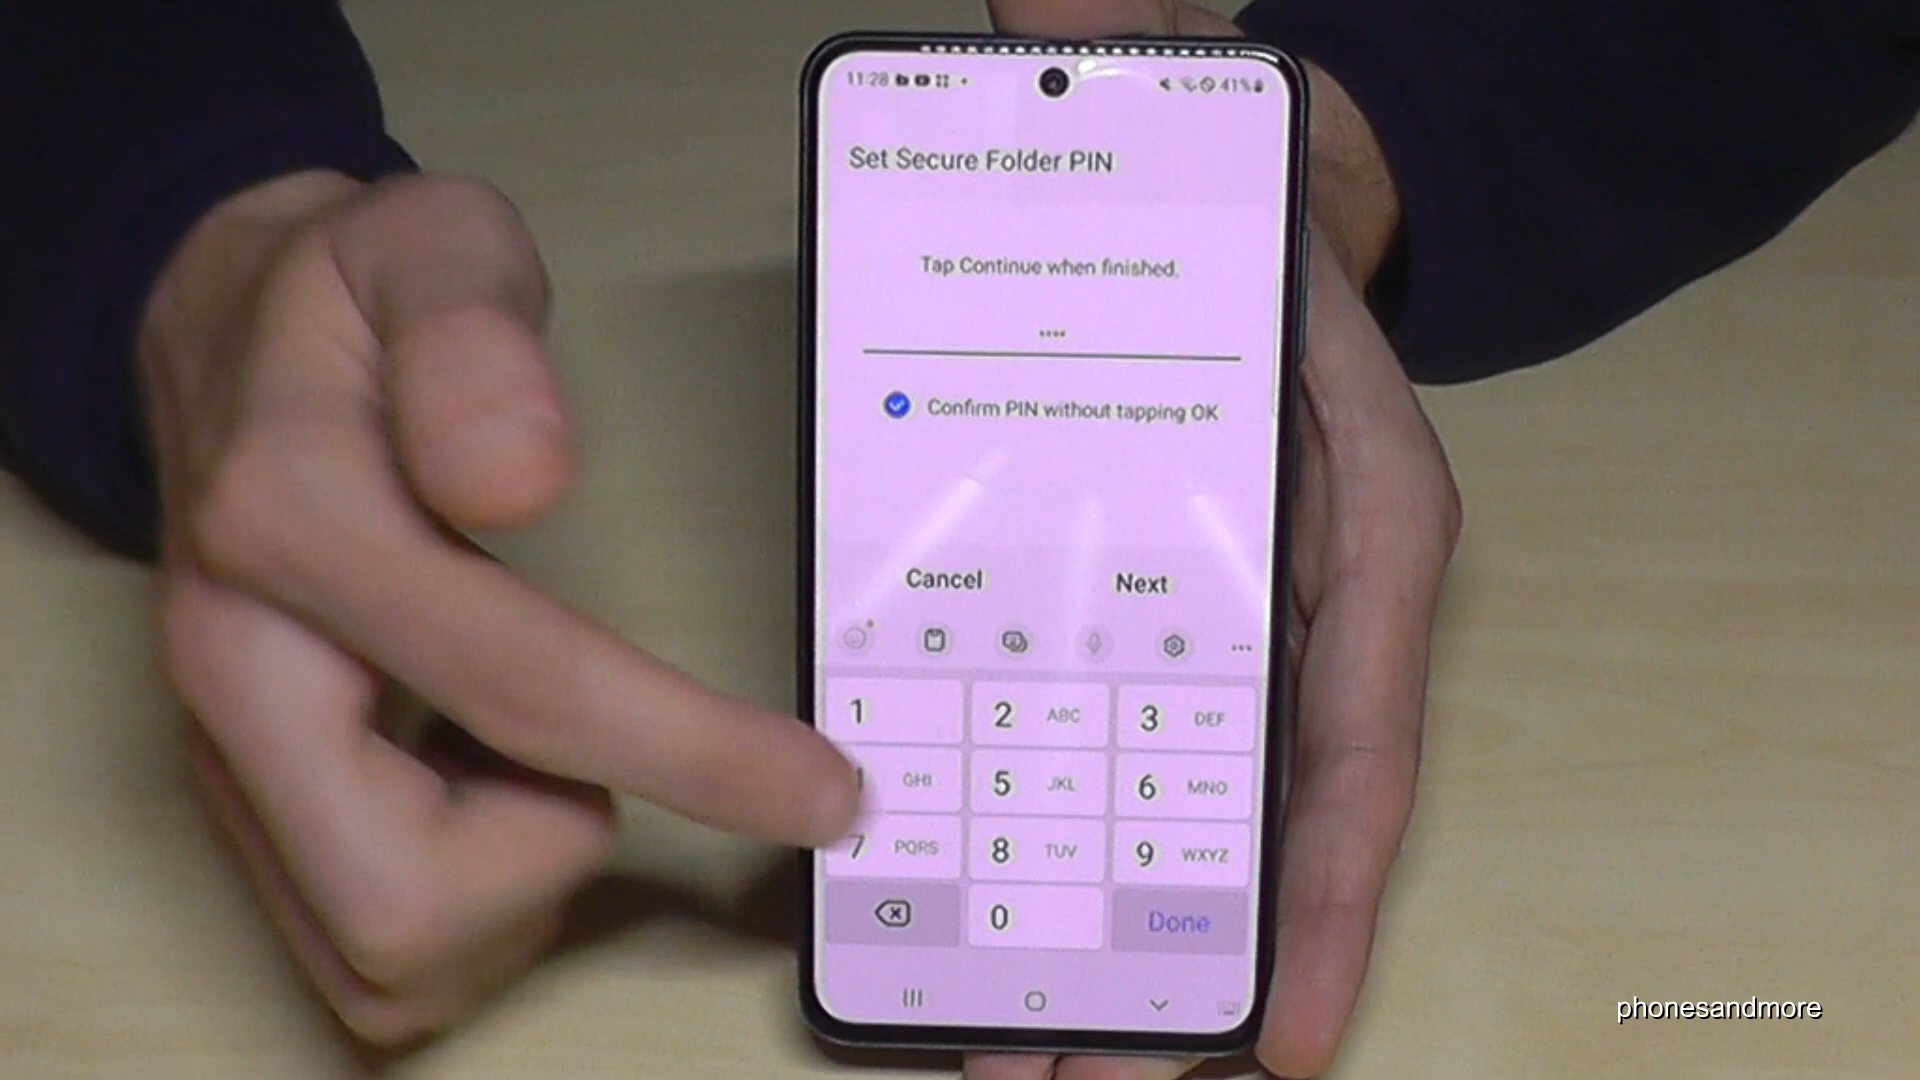 11:28
41%
Set Secure Folder PIN
Tap Continue when finished.
Confirm PIN without tapping OK
Cancel Next
1
2 ABC
3 DEF
GHI
5 JKL
6 MNO
7 PQRS
8 TUV
9 WXYZ
0
Done
phonesandmore